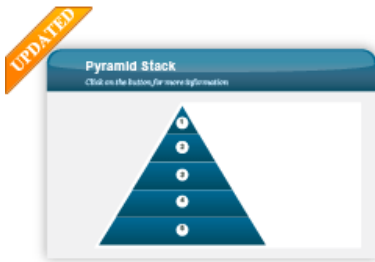 UPDATED
Pyramid Stack
Click on the button for more information
1
2
3
4
5